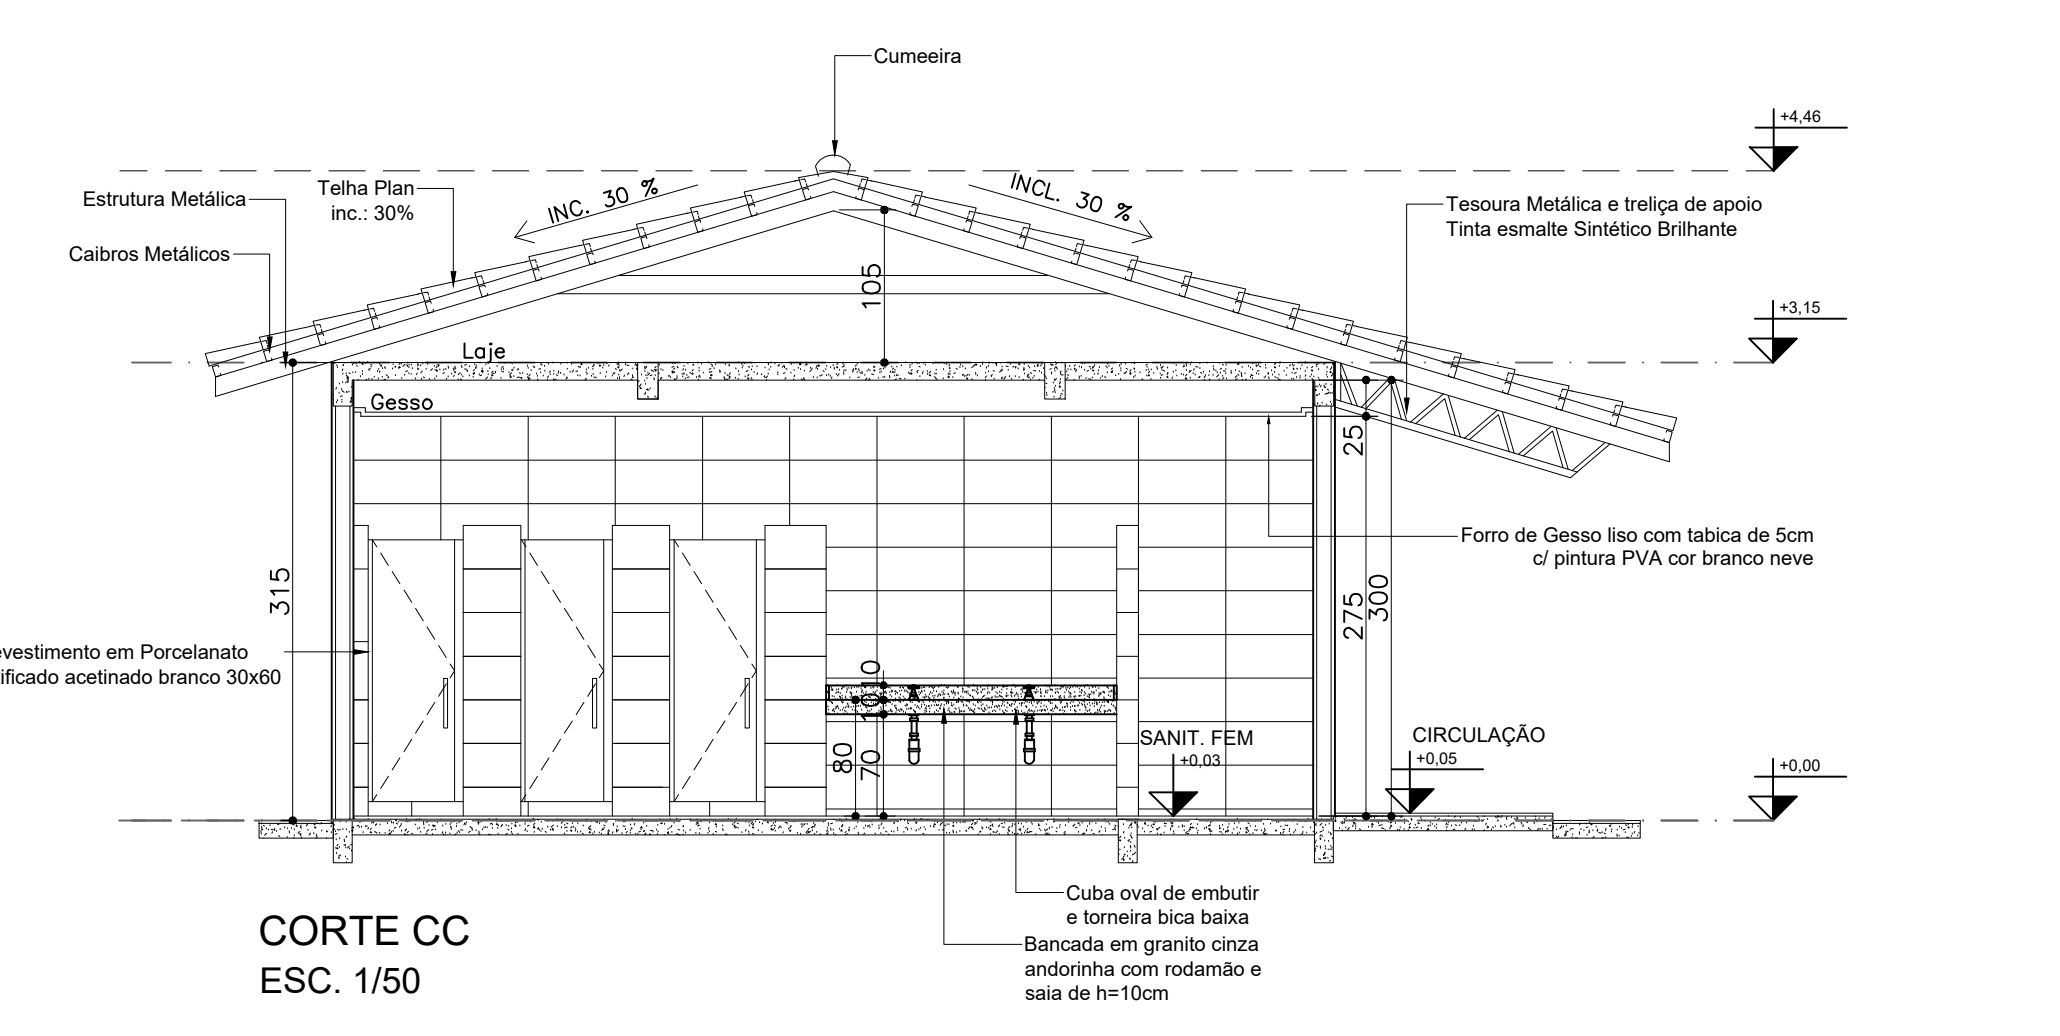 Cumeeira
+4,46
Telha Plan
inc.: 30%
INC. 30 %
INCL. 30 %
Estrutura Metálica
Caibros Metálicos
Tesoura Metálica e treliça de apoio
Tinta esmalte Sintético Brilhante
105
+3,15
Laje
Gesso
25
Forro de Gesso liso com tabica de 5cm
c/ pintura PVA cor branco neve
315
275
300
evestimento em Porcelanato
ificado acetinado branco 30x60
10
10
80
70
SANIT. FEM
+0,03
CIRCULAÇÃO
+0,05
+0,00
Cuba oval de embutir
e torneira bica baixa
Bancada em granito cinza
andorinha com rodamão e
saia de h=10cm
CORTE CC
ESC. 1/50